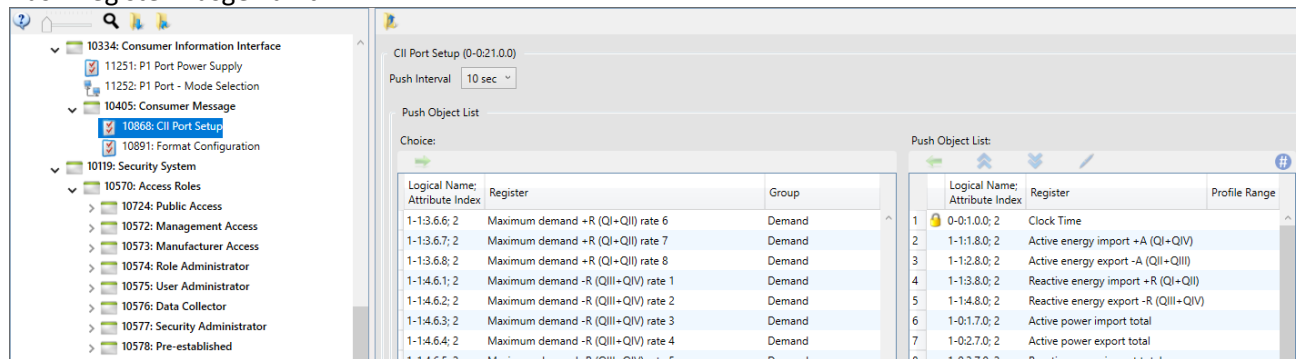 10334: Consumer Information Interface
11251: P1 Port Power Supply
11252: P1 Port - Mode Selection
10405: Consumer Message
10868: CII Port Setup
10891: Format Configuration
10119: Security System
10570: Access Roles
10724: Public Access
10572: Management Access
10573: Manufacturer Access
10574: Role Administrator
10575: User Administrator
10576: Data Collector
10577: Security Administrator
10578: Pre-established
CII Port Setup (0-0:21.0.0)
Push Interval 10 sec
Push Object List
Choice:
Logical Name; Attribute Index Register Group
1-1:3.6.6; 2 Maximum demand +R (QI+QII) rate 6 Demand
1-1:3.6.7; 2 Maximum demand +R (QI+QII) rate 7 Demand
1-1:3.6.8; 2 Maximum demand +R (QI+QII) rate 8 Demand
1-1:4.6.1; 2 Maximum demand -R (QIII+QIV) rate 1 Demand
1-1:4.6.2; 2 Maximum demand -R (QIII+QIV) rate 2 Demand
1-1:4.6.3; 2 Maximum demand -R (QIII+QIV) rate 3 Demand
1-1:4.6.4; 2 Maximum demand -R (QIII+QIV) rate 4 Demand
Push Object List:
Logical Name; Attribute Index Register Profile Range
1 0-0:1.0.0; 2 Clock Time
2 1-1:1.8.0; 2 Active energy import +A (QI+QIV)
3 1-1:2.8.0; 2 Active energy export -A (QII+QIII)
4 1-1:3.8.0; 2 Reactive energy import +R (QI+QII)
5 1-1:4.8.0; 2 Reactive energy export -R (QIII+QIV)
6 1-0:1.7.0; 2 Active power import total
7 1-0:2.7.0; 2 Active power export total